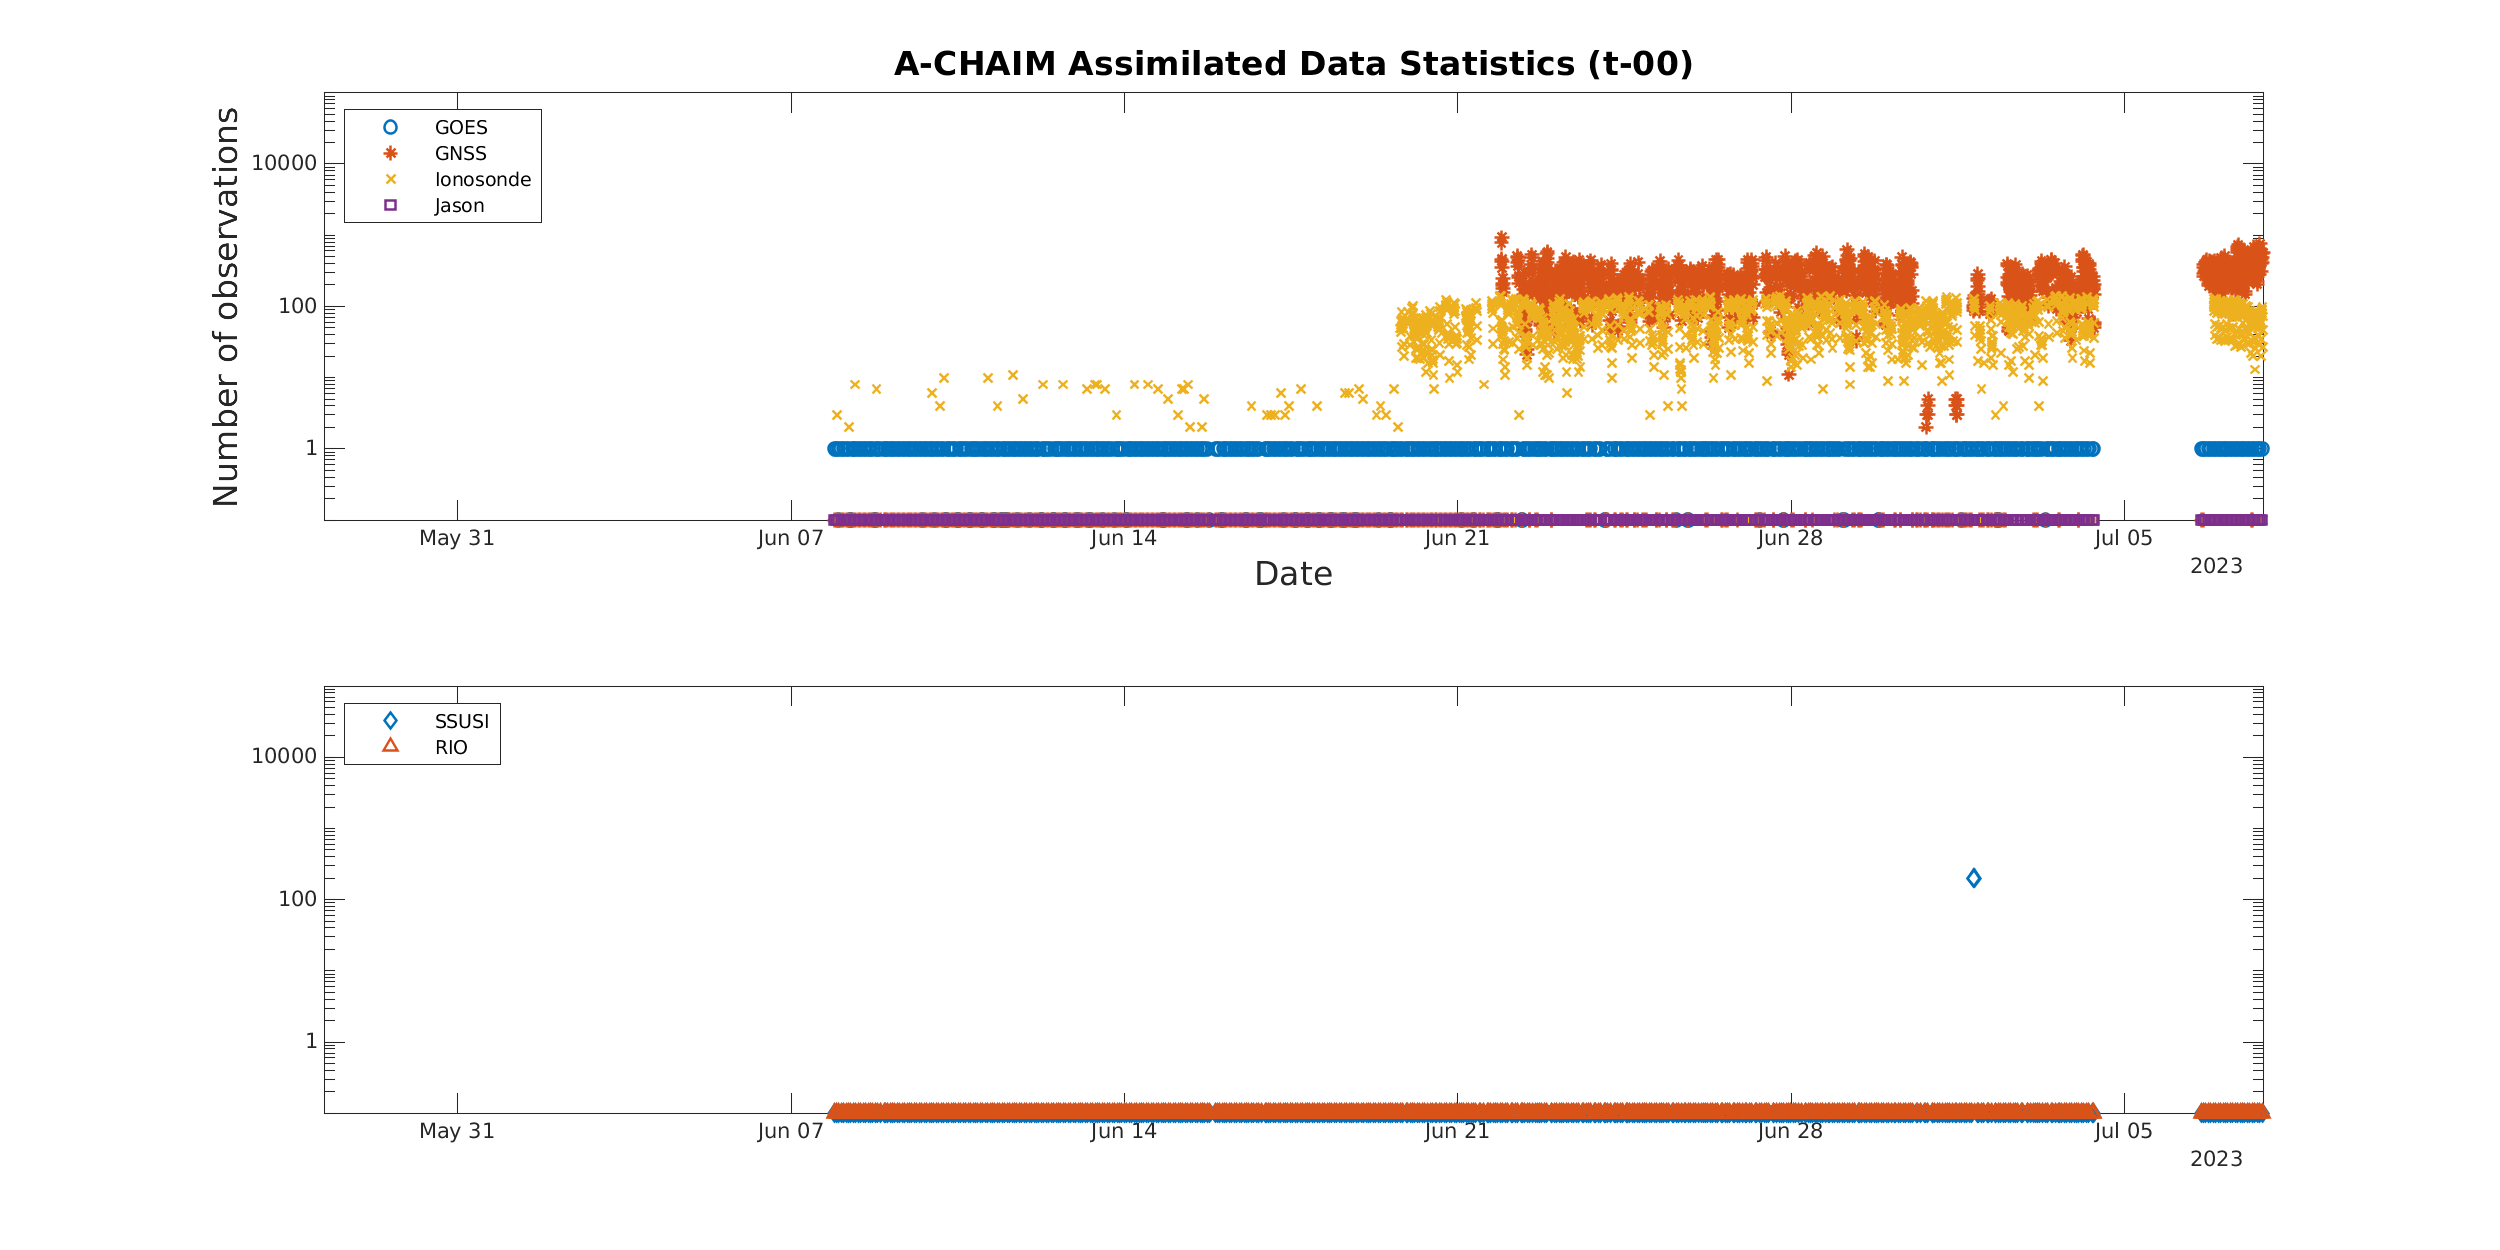 A-CHAIM Assimilated Data Statistics (t-00)
Number of observations
GOES
GNSS
Ionosonde
Jason
10000
100
1
May 31
Jun 07
Jun 14
Jun 21
Jun 28
Jul 05
2023
Date
SSUSI
RIO
10000
100
1
May 31
Jun 07
Jun 14
Jun 21
Jun 28
Jul 05
2023